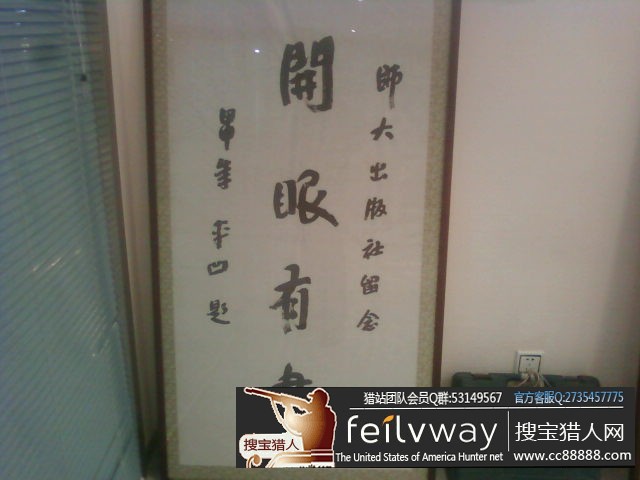 師大出版社留念
開眼有
平凹題
猎站团队会员Q群:53149567 官方客服Q:2735457775
搜宝猎人
feilvway
搜宝猎人网
The United States of America Hunter net
www.cc88888.com